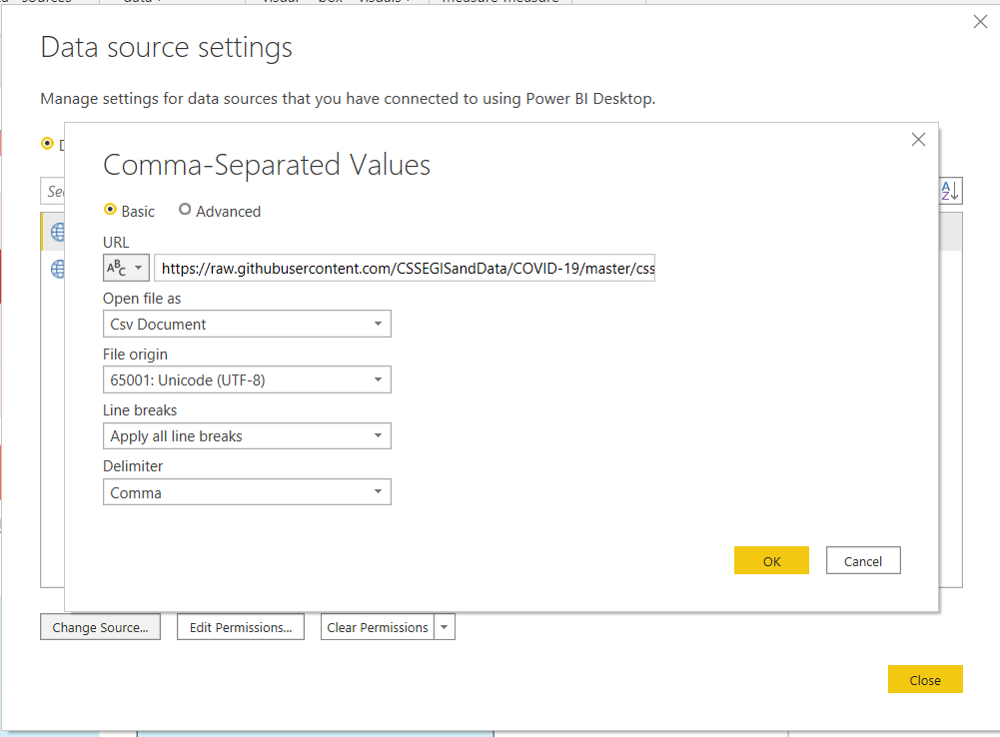 Data source settings
Manage settings for data sources that you have connected to using Power BI Desktop.
Comma-Separated Values
Basic Advanced
URL
ABC https://raw.githubusercontent.com/CSSEGISandData/COVID-19/master/css
Open file as
Csv Document
File origin
65001: Unicode (UTF-8)
Line breaks
Apply all line breaks
Delimiter
Comma
OK Cancel
Change Source... Edit Permissions... Clear Permissions
Close